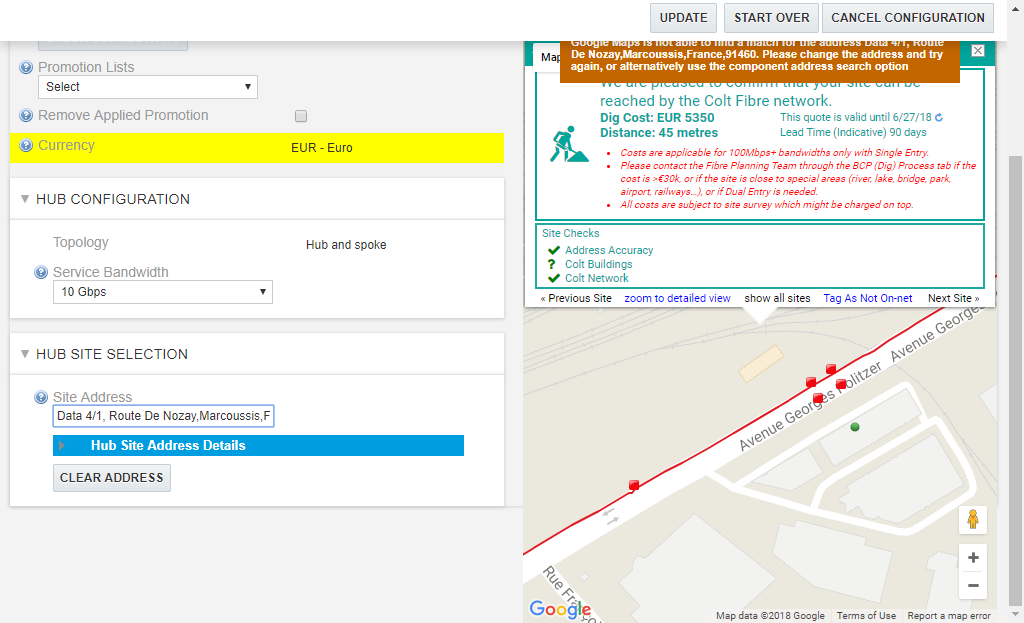 UPDATE
START OVER
CANCEL CONFIGURATION
Promotion Lists
Select
Remove Applied Promotion
Currency
EUR - Euro
HUB CONFIGURATION
Topology
Hub and spoke
Service Bandwidth
10 Gbps
HUB SITE SELECTION
Site Address
Data 4/1, Route De Nozay,Marcoussis,F
Hub Site Address Details
CLEAR ADDRESS
Map
Google Maps is not able to find a match for the address Data 4/1, Route
De Nozay,Marcoussis,France,91460. Please change the address and try
again, or alternatively use the component address search option
We are pleased to confirm that your site can be
reached by the Colt Fibre network.
Dig Cost: EUR 5350
This quote is valid until 6/27/18
Distance: 45 metres
Lead Time (Indicative) 90 days
Costs are applicable for 100Mbps+ bandwidths only with Single Entry.
Please contact the Fibre Planning Team through the BCP (Dig) Process tab if the
cost is >€30k, or if the site is close to special areas (river, lake, bridge, park,
airport, railways...), or if Dual Entry is needed.
All costs are subject to site survey which might be charged on top.
Site Checks
Address Accuracy
? Colt Buildings
Colt Network
« Previous Site
zoom to detailed view
show all sites
Tag As Not On-net
Next Site »
Avenue Georges
Avenue Georges Politzer
Rue Fra
Google
Map data ©2018 Google
Terms of Use
Report a map error